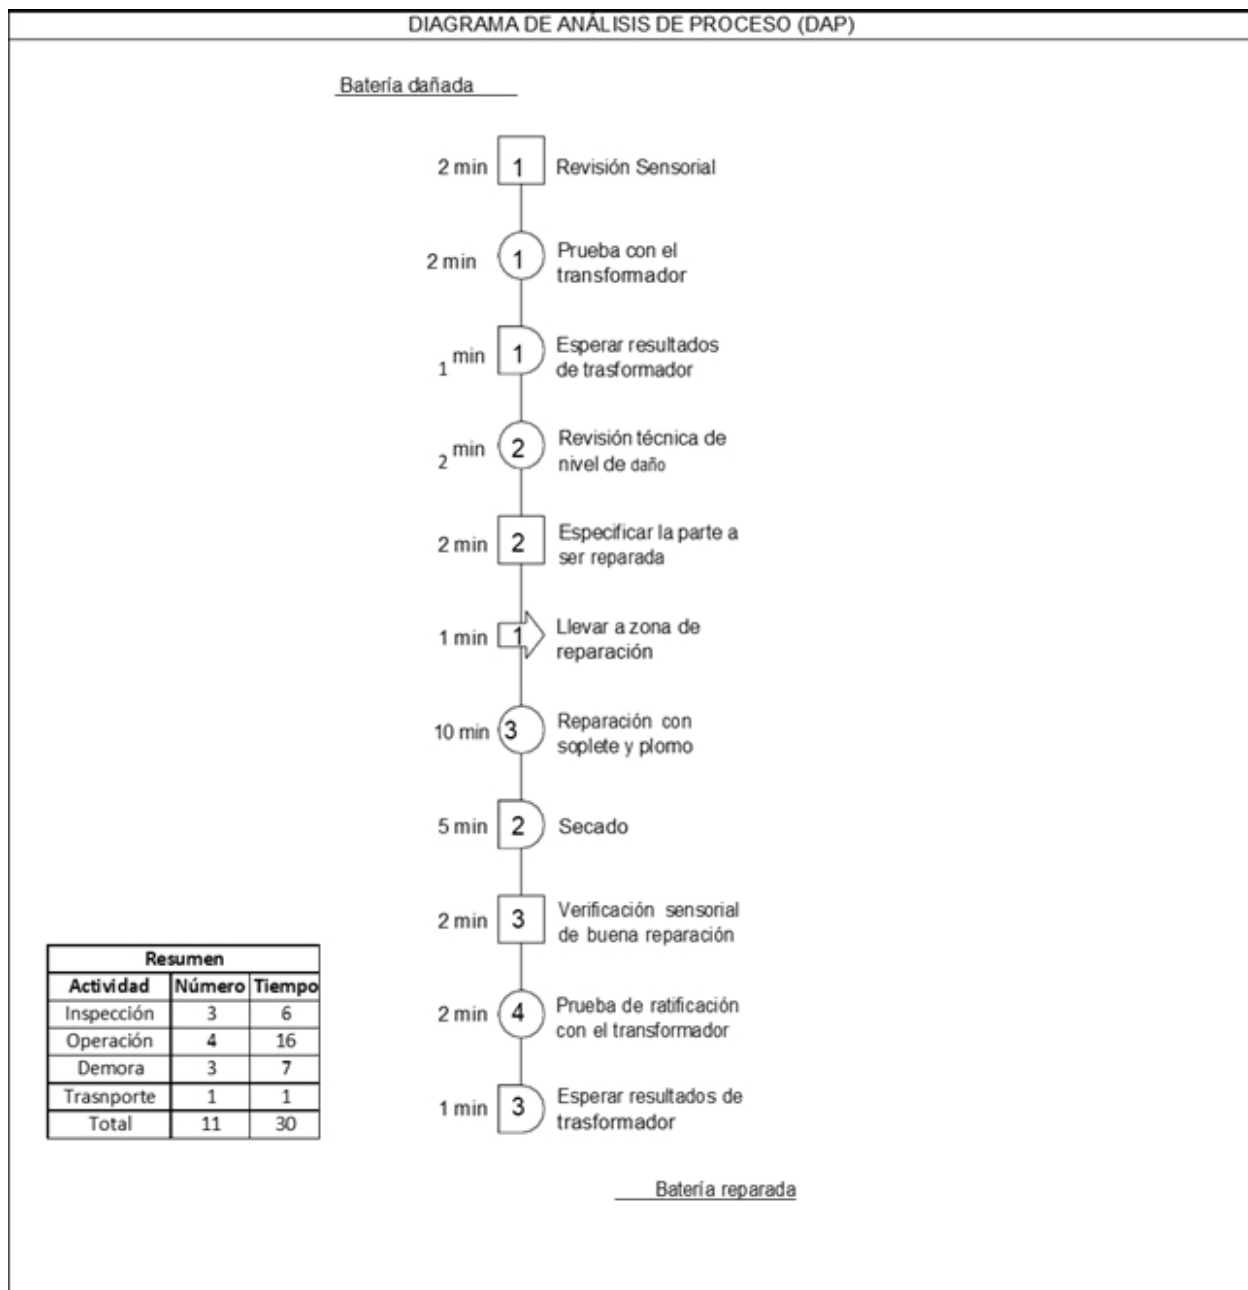 DIAGRAMA DE ANÁLISIS DE PROCESO (DAP)
Batería dañada
2 min 1 Revisión Sensorial
2 min 1 Prueba con el
transformador
1 min 1 Esperar resultados
de trasformador
2 min 2 Revisión técnica de
nivel de daño
2 min 2 Especificar la parte a
ser reparada
1 min 1 Llevar a zona de
reparación
10 min 3 Reparación con
soplete y plomo
5 min 2 Secado
2 min 3 Verificación sensorial
de buena reparación
2 min 4 Prueba de ratificación
con el transformador
1 min 3 Esperar resultados de
trasformador
Batería reparada
Resumen
Actividad Número Tiempo
Inspección 3 6
Operación 4 16
Demora 3 7
Trasnporte 1 1
Total 11 30